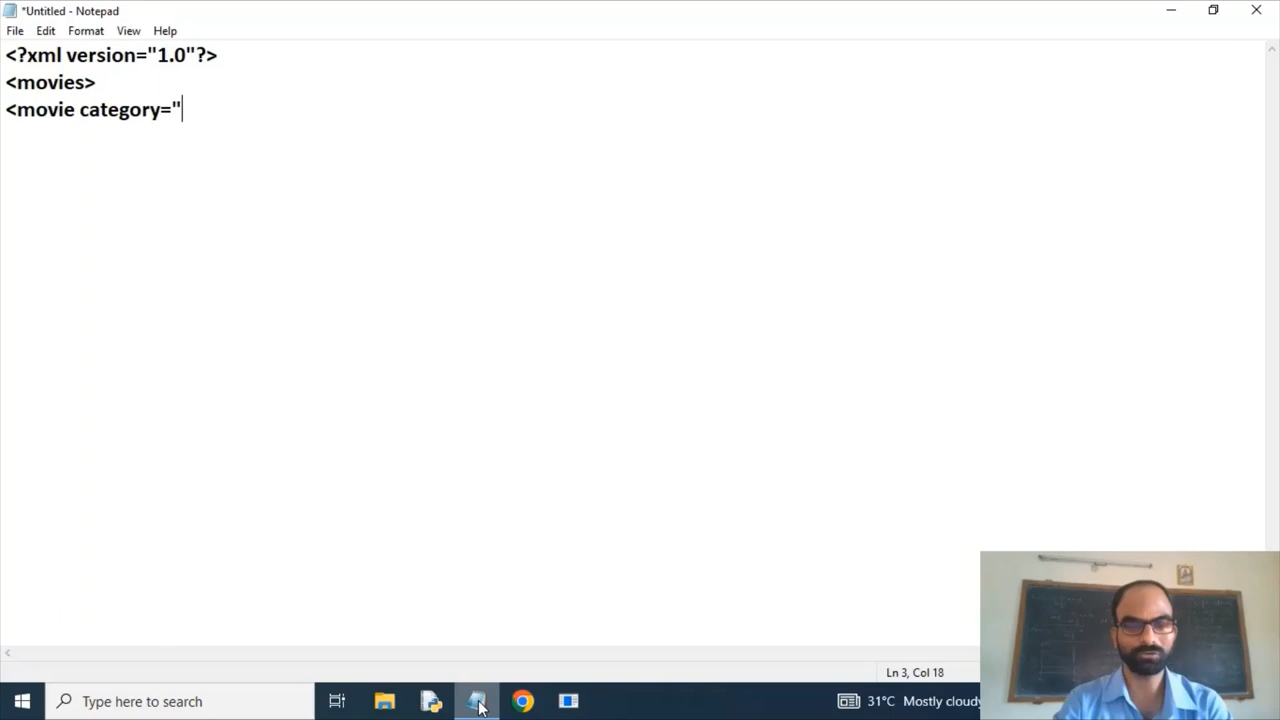 *Untitled - Notepad
File Edit Format View Help
<?xml version="1.0"?>
<movies>
<movie category="
Ln 3, Col 18
Type here to search
31°C Mostly cloudy